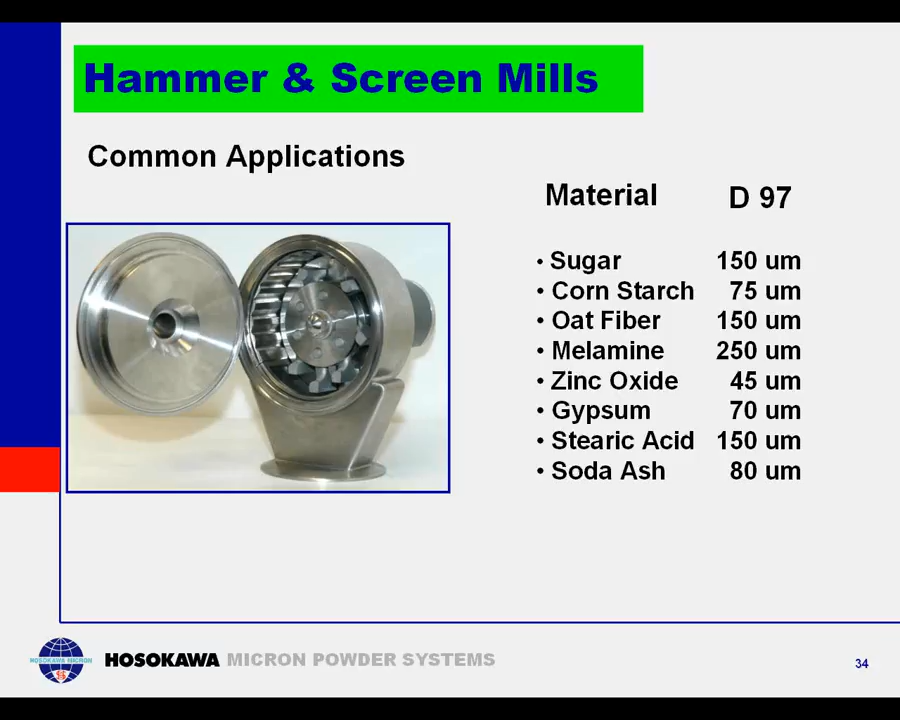 Hammer & Screen Mills
Common Applications
Material D 97
• Sugar 150 um
• Corn Starch 75 um
• Oat Fiber 150 um
• Melamine 250 um
• Zinc Oxide 45 um
• Gypsum 70 um
• Stearic Acid 150 um
• Soda Ash 80 um
HOSOKAWA MICRON
HOSOKAWA MICRON POWDER SYSTEMS
34